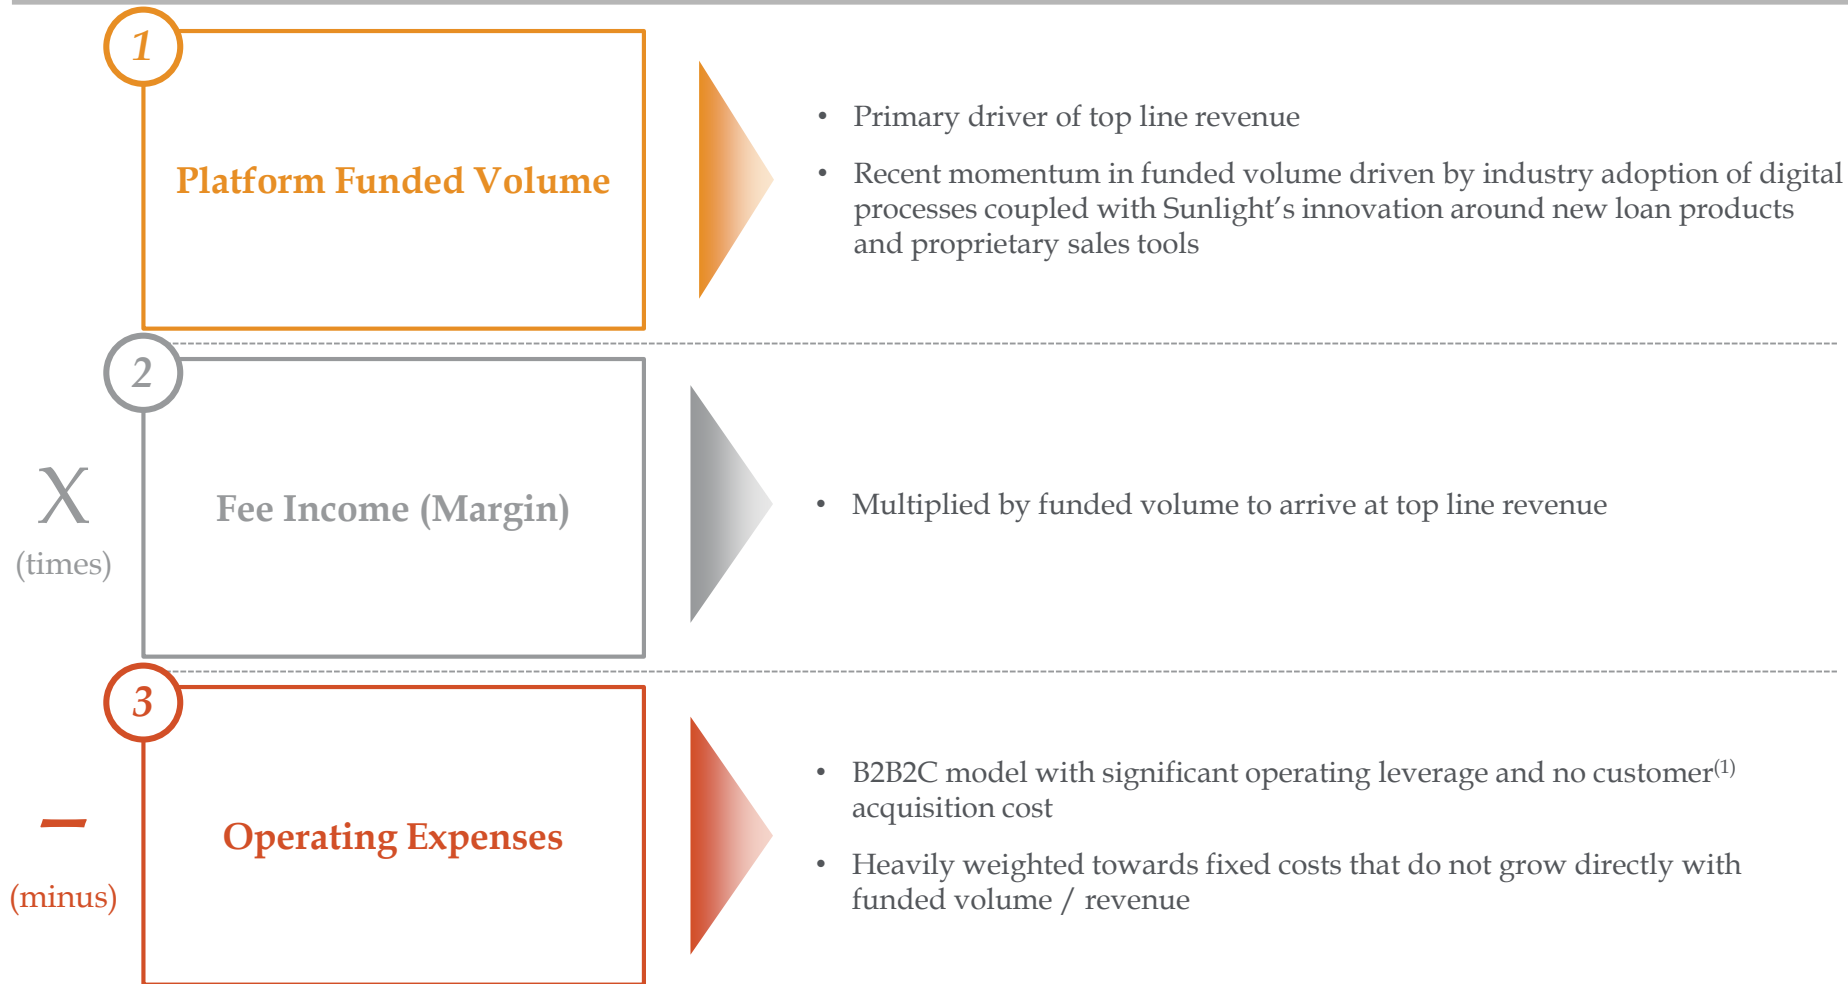 1
Platform Funded Volume
• Primary driver of top line revenue
• Recent momentum in funded volume driven by industry adoption of digital
processes coupled with Sunlight’s innovation around new loan products
and proprietary sales tools
2
X
(times)
Fee Income (Margin)
• Multiplied by funded volume to arrive at top line revenue
3
–
(minus)
Operating Expenses
• B2B2C model with significant operating leverage and no customer(1)
acquisition cost
• Heavily weighted towards fixed costs that do not grow directly with
funded volume / revenue